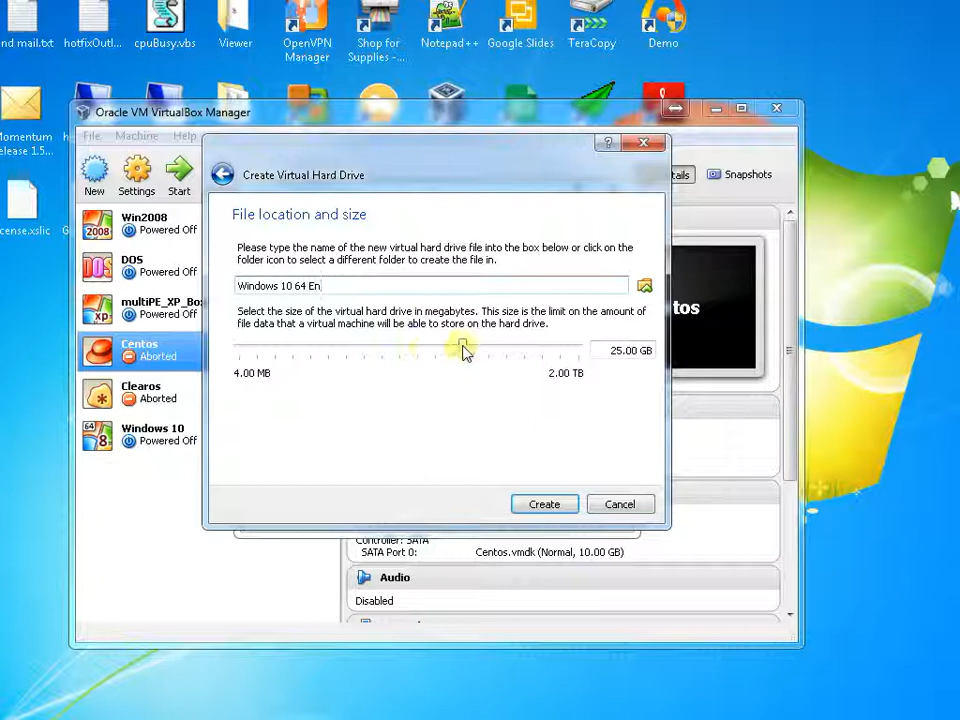 nd mail.txt
hotfixOutl...
cpuBusy.vbs
Viewer
OpenVPN
Manager
Shop for
Supplies -...
Notepad++
Google Slides
TeraCopy
Demo
Momentum
elease 1.5...
cense.xslic
G
Oracle VM VirtualBox Manager
File Machine Help
New
Settings
Start
tails
Snapshots
Win2008
Powered Off
DOS
Powered Off
multiPE_XP_Bo
Powered Off
Centos
Aborted
Clearos
Aborted
Windows 10
Powered Off
Create Virtual Hard Drive
File location and size
Please type the name of the new virtual hard drive file into the box below or click on the
folder icon to select a different folder to create the file in.
Windows 10 64 En
Select the size of the virtual hard drive in megabytes. This size is the limit on the amount of
file data that a virtual machine will be able to store on the hard drive.
25.00 GB
4.00 MB
2.00 TB
Create
Cancel
tos
Controller: SATA
SATA Port 0:
Centos.vmdk (Normal, 10.00 GB)
Audio
Disabled